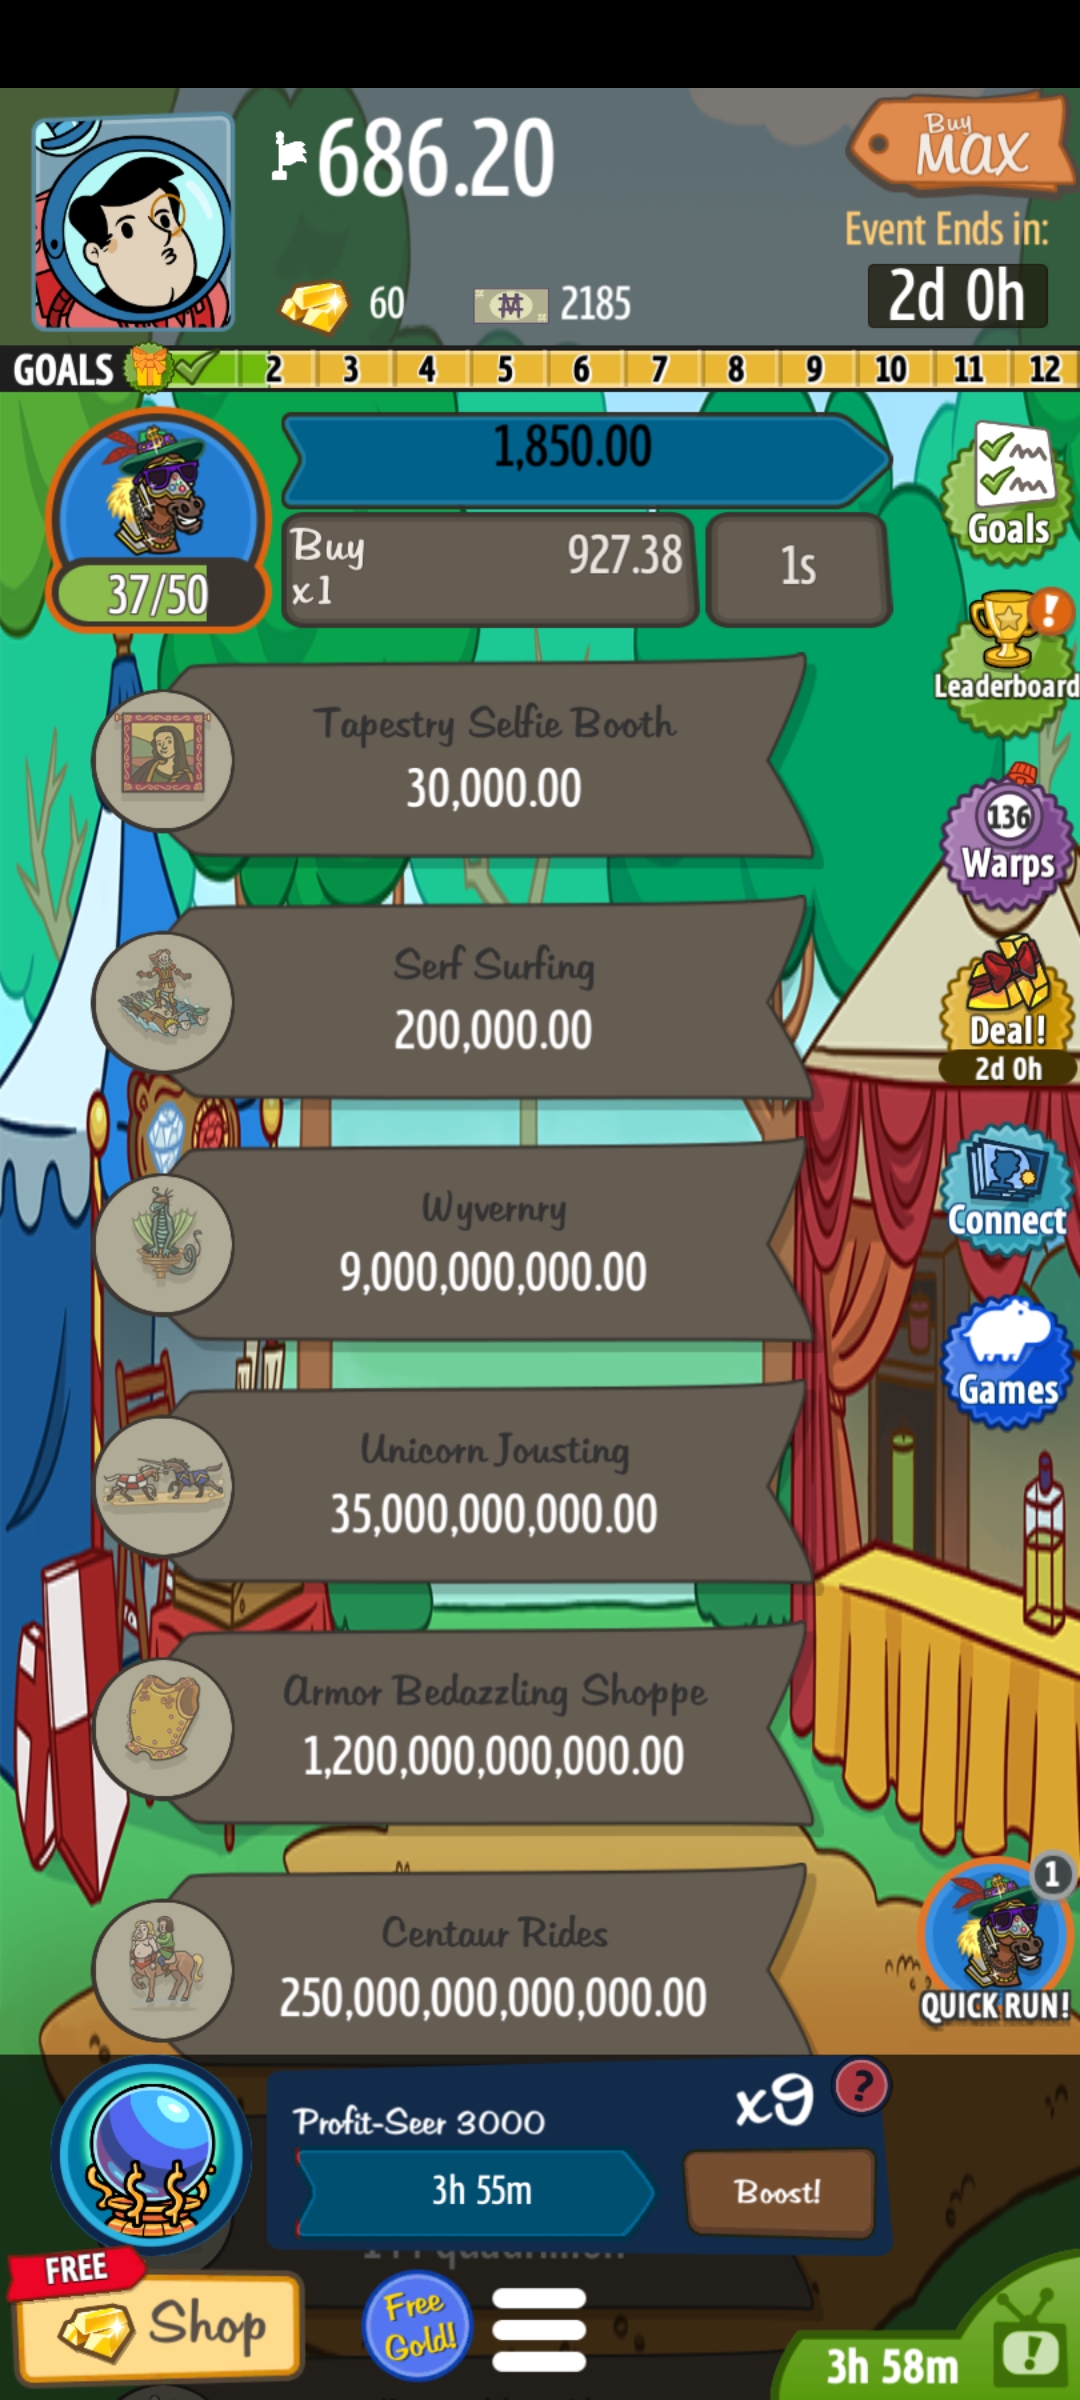 686.20
Buy
MAX
Event Ends in:
60
2185
2d 0h
GOALS 2 3 4 5 6 7 8 9 10 11 12
1,850.00
Goals
Buy
x1
927.38
1s
37/50
!
Leaderboard
Tapestry Selfie Booth
30,000.00
136
Warps
Serf Surfing
200,000.00
Deal!
2d 0h
Wyvernry
9,000,000,000.00
Connect
Games
Unicorn Jousting
35,000,000,000.00
Armor Bedazzling Shoppe
1,200,000,000,000.00
Centaur Rides
250,000,000,000,000.00
1
QUICK RUN!
Profit-Seer 3000
x9
?
3h 55m
Boost!
FREE
Shop
Free
Gold!
3h 58m
!